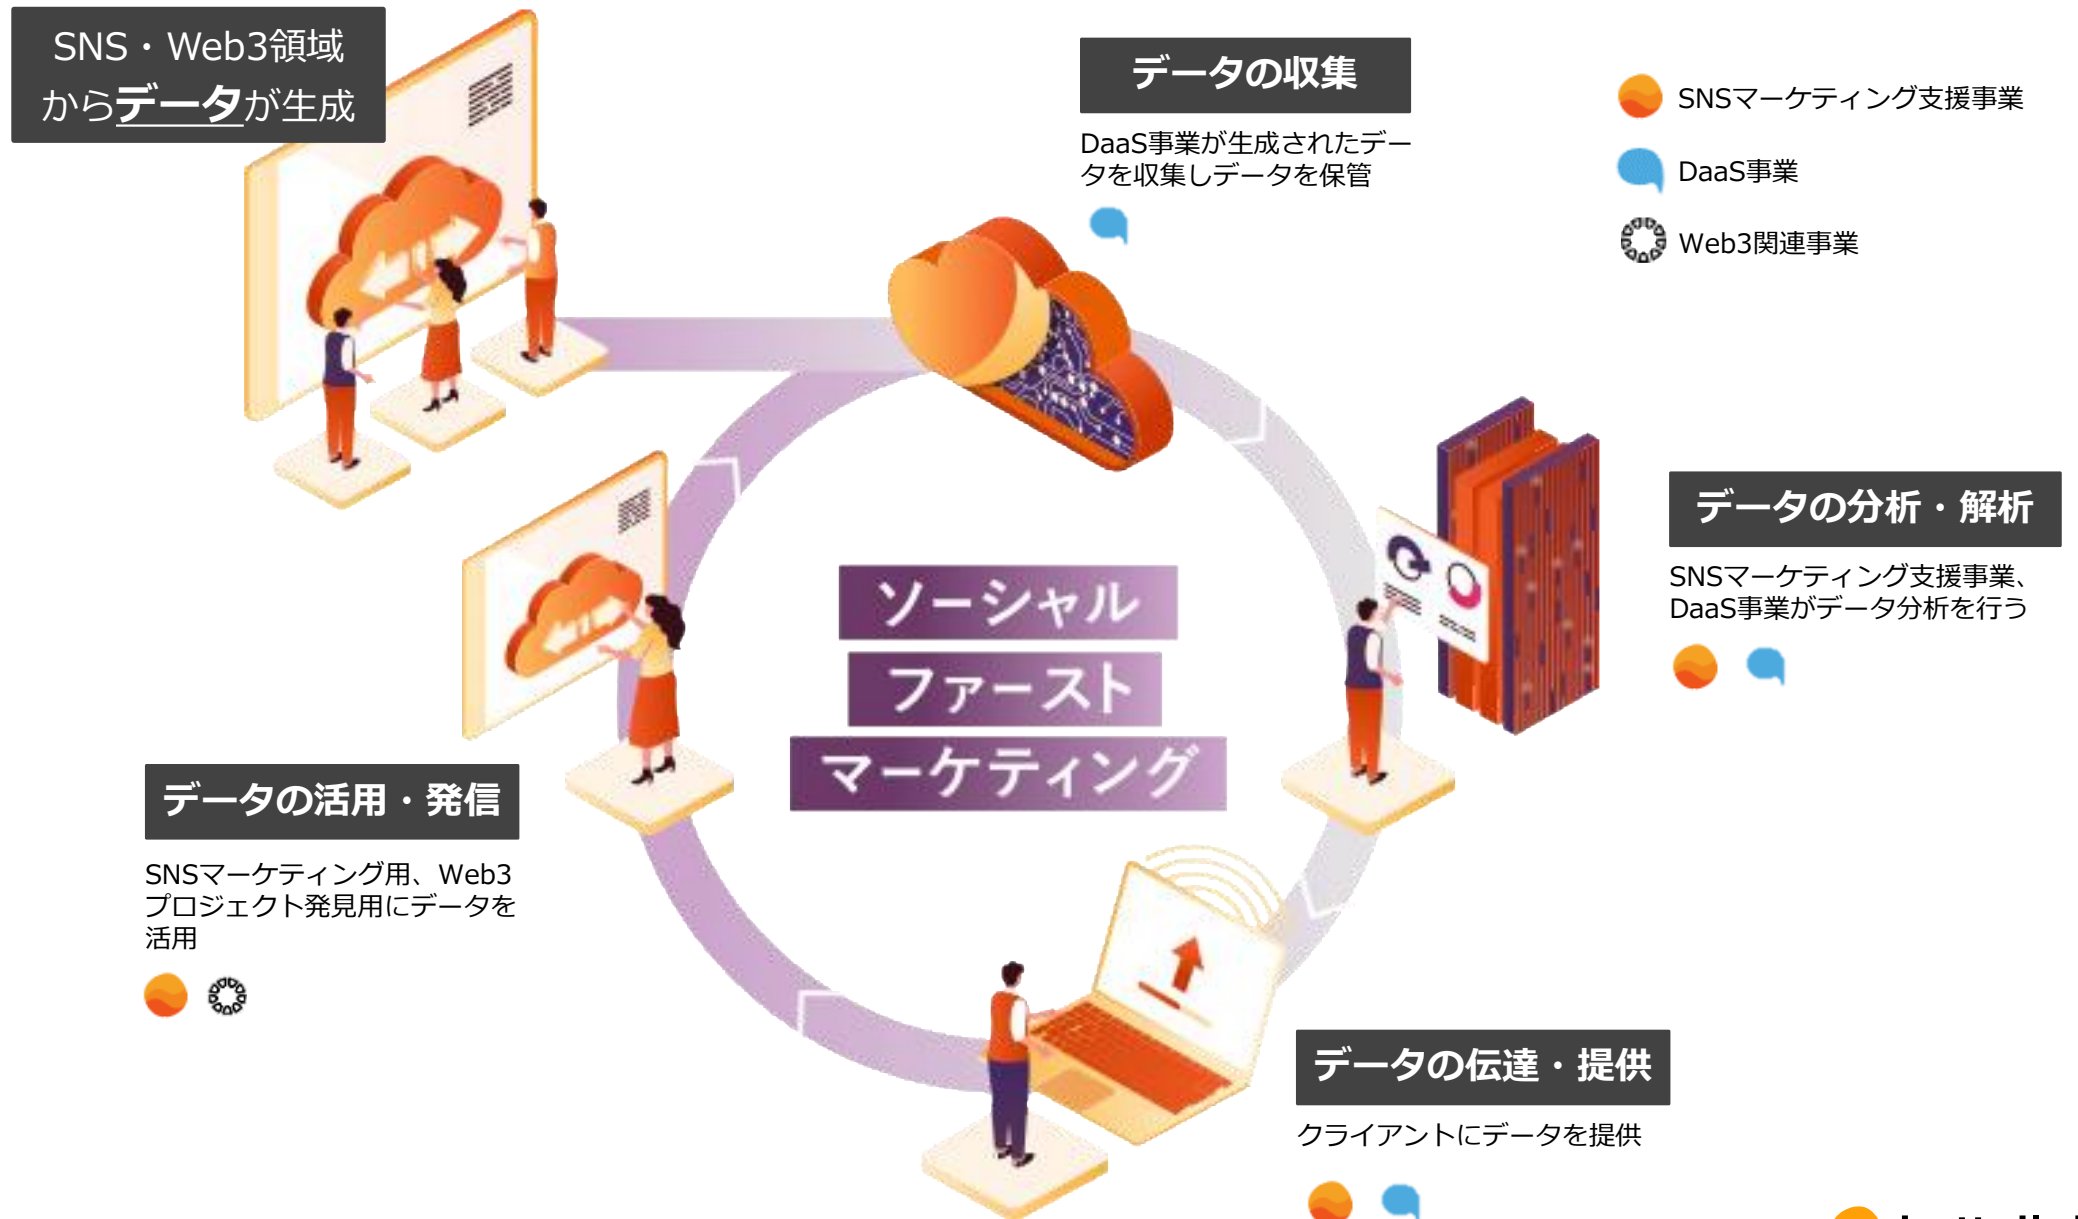 SNS・Web3領域
からデータが生成
データの収集
DaaS事業が生成されたデー
タを収集しデータを保管
SNSマーケティング支援事業
DaaS事業
Web3関連事業
データの分析・解析
SNSマーケティング支援事業、
DaaS事業がデータ分析を行う
ソーシャル
ファースト
マーケティング
データの活用・発信
SNSマーケティング用、Web3
プロジェクト発見用にデータを
活用
データの伝達・提供
クライアントにデータを提供